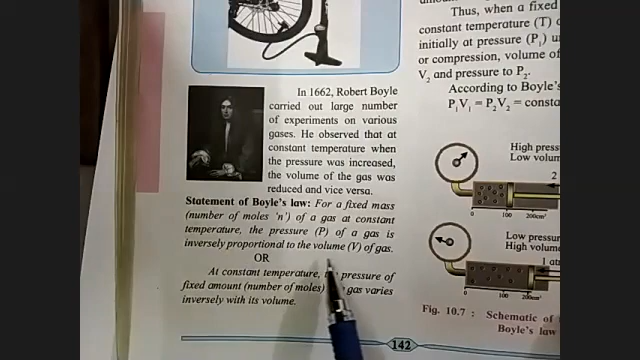 In 1662, Robert Boyle
carried out large number
of experiments on various
gases. He observed that at
constant temperature when
the pressure was increased,
the volume of the gas was
reduced and vice versa.
Statement of Boyle's law: For a fixed mass
(number of moles 'n') of a gas at constant
temperature, the pressure (P) of a gas is
inversely proportional to the volume (V) of gas.
OR
At constant temperature, pressure of
fixed amount (number of moles) gas varies
inversely with its volume.
142
Thus, when a fixed
constant temperature (T)
initially at pressure (P₁)
or compression, volume of
V₂ and pressure to P₂.
According to Boyle's
P₁V₁ = P₂V₂ =
High
Low
2
0 100 200cm³
Low
High
1
0 100 200cm³
Fig. 10.7 : Schematic of
Boyle's law